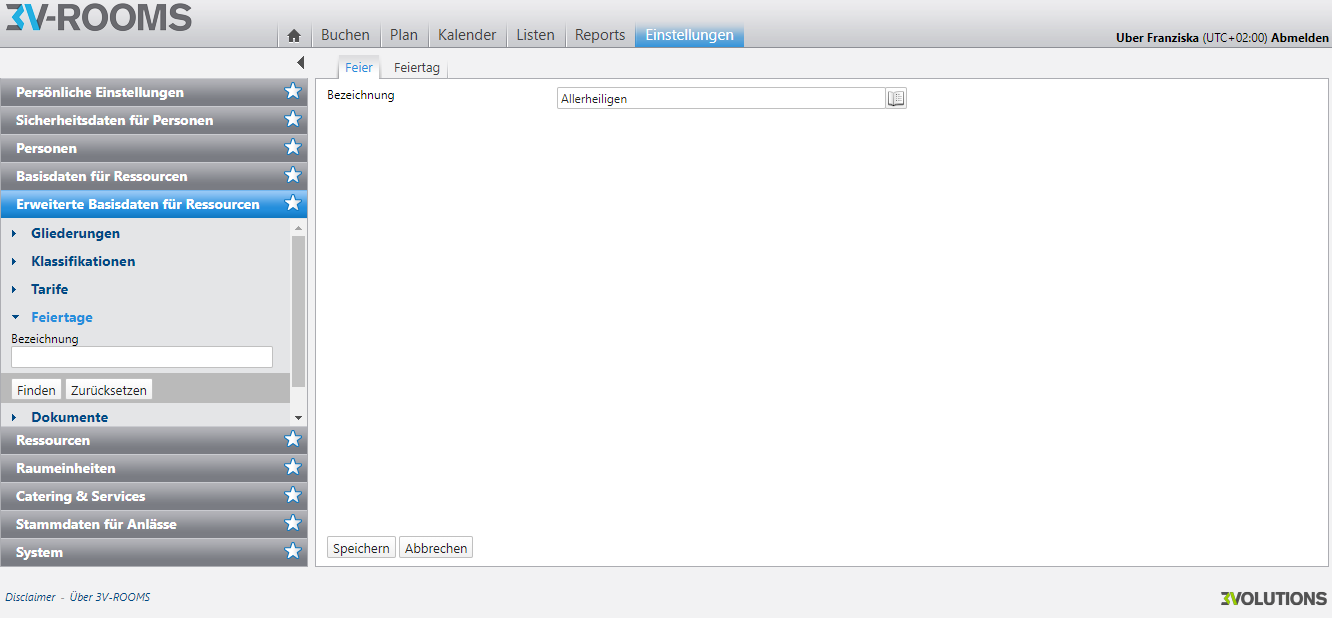 3V-ROOMS
Buchen Plan Kalender Listen Reports Einstellungen
Uber Franziska (UTC+02:00) Abmelden
Feier Feiertag
Persönliche Einstellungen
Sicherheitsdaten für Personen
Personen
Basisdaten für Ressourcen
Erweiterte Basisdaten für Ressourcen
Gliederungen
Klassifikationen
Tarife
Feiertage
Bezeichnung
Finden Zurücksetzen
Dokumente
Ressourcen
Raumeinheiten
Catering & Services
Stammdaten für Anlässe
System
Bezeichnung Allerheiligen
Speichern Abbrechen
Disclaimer - Über 3V-ROOMS
3VOLUTIONS